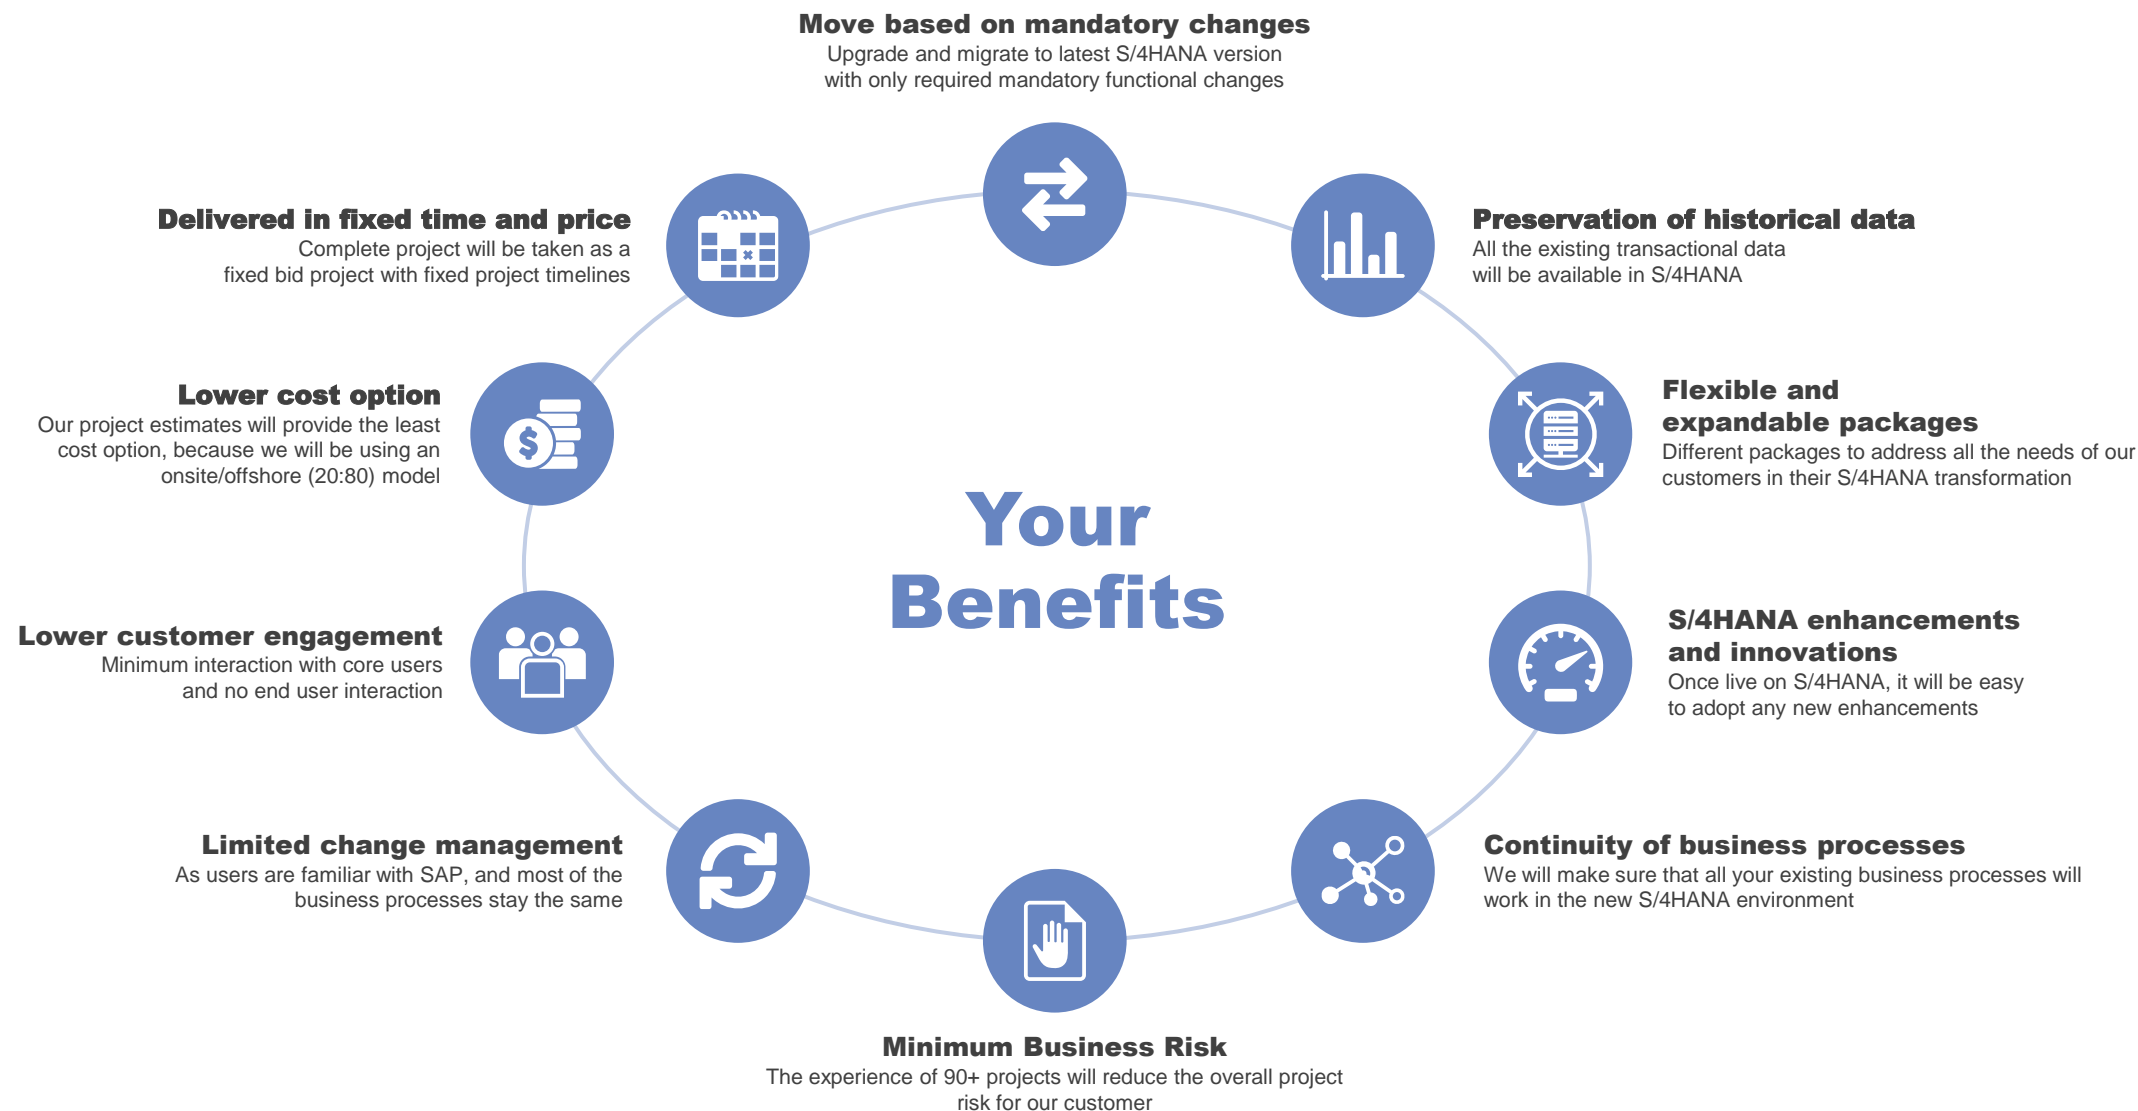 Move based on mandatory changes
Upgrade and migrate to latest S/4HANA version
with only required mandatory functional changes
Preservation of historical data
All the existing transactional data
will be available in S/4HANA
Flexible and
expandable packages
Different packages to address all the needs of our
customers in their S/4HANA transformation
S/4HANA enhancements
and innovations
Once live on S/4HANA, it will be easy
to adopt any new enhancements
Continuity of business processes
We will make sure that all your existing business processes will
work in the new S/4HANA environment
Minimum Business Risk
The experience of 90+ projects will reduce the overall project
risk for our customer
Limited change management
As users are familiar with SAP, and most of the
business processes stay the same
Lower customer engagement
Minimum interaction with core users
and no end user interaction
Lower cost option
Our project estimates will provide the least
cost option, because we will be using an
onsite/offshore (20:80) model
Delivered in fixed time and price
Complete project will be taken as a
fixed bid project with fixed project timelines
$
Your
Benefits